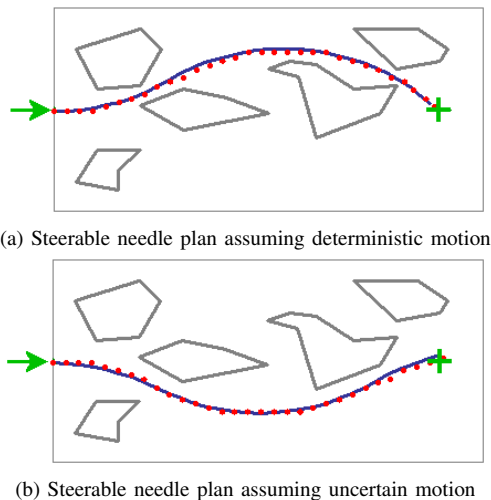 (a) Steerable needle plan assuming deterministic motion
(b) Steerable needle plan assuming uncertain motion